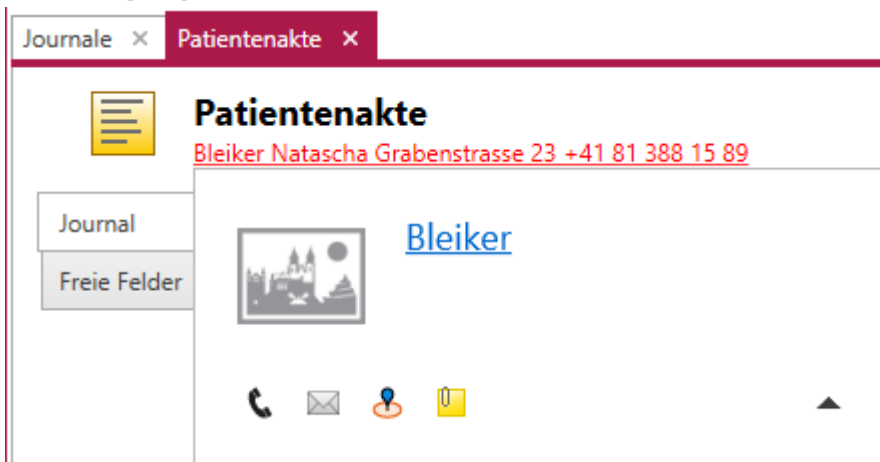 Journale × Patientenakte ×
Patientenakte
Bleiker Natascha Grabenstrasse 23 +41 81 388 15 89
Journal
Bleiker
Freie Felder